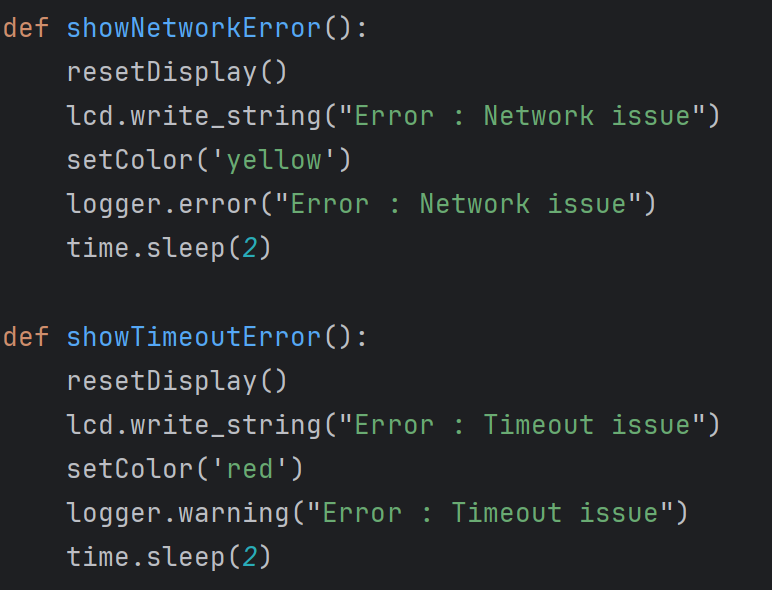 def showNetworkError():
    resetDisplay()
    lcd.write_string("Error : Network issue")
    setColor('yellow')
    logger.error("Error : Network issue")
    time.sleep(2)

def showTimeoutError():
    resetDisplay()
    lcd.write_string("Error : Timeout issue")
    setColor('red')
    logger.warning("Error : Timeout issue")
    time.sleep(2)